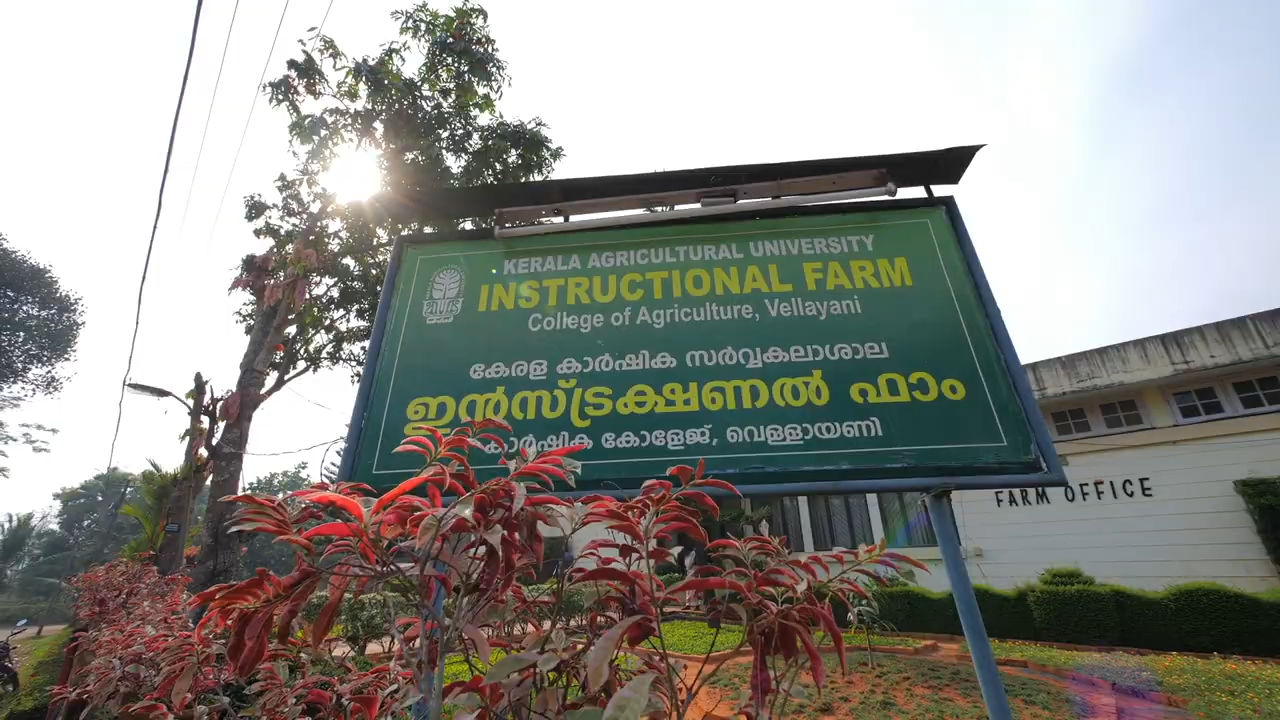 KERALA AGRICULTURAL UNIVERSITY
INSTRUCTIONAL FARM
College of Agriculture, Vellayani
കേരള കാർഷിക സർവ്വകലാശാല
ഇൻസ്ട്രക്ഷണൽ ഫാം
കാർഷിക കോളേജ്, വെള്ളായണി
FARM OFFICE